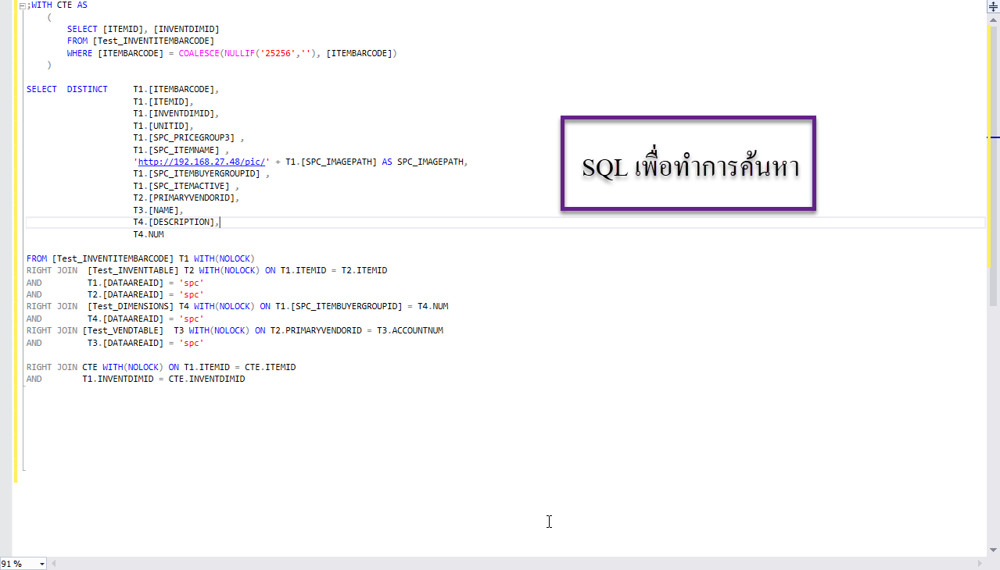 ;WITH CTE AS
(
SELECT [ITEMID], [INVENTDIMID]
FROM [Test_INVENTITEMBARCODE]
WHERE [ITEMBARCODE] = COALESCE(NULLIF('25256',''), [ITEMBARCODE])
)
SELECT DISTINCT T1.[ITEMBARCODE],
T1.[ITEMID],
T1.[INVENTDIMID],
T1.[UNITID],
T1.[SPC_PRICEGROUP3] ,
T1.[SPC_ITEMNAME] ,
'http://192.168.27.48/pic/' + T1.[SPC_IMAGEPATH] AS SPC_IMAGEPATH,
T1.[SPC_ITEMBUYERGROUPID] ,
T1.[SPC_ITEMACTIVE] ,
T2.[PRIMARYVENDORID],
T3.[NAME],
T4.[DESCRIPTION],
T4.NUM
SQL เพื่อทำการค้นหา
FROM [Test_INVENTITEMBARCODE] T1 WITH(NOLOCK)
RIGHT JOIN [Test_INVENTTABLE] T2 WITH(NOLOCK) ON T1.ITEMID = T2.ITEMID
AND T1.[DATAAREAID] = 'spc'
AND T2.[DATAAREAID] = 'spc'
RIGHT JOIN [Test_DIMENSIONS] T4 WITH(NOLOCK) ON T1.[SPC_ITEMBUYERGROUPID] = T4.NUM
AND T4.[DATAAREAID] = 'spc'
RIGHT JOIN [Test_VENDTABLE] T3 WITH(NOLOCK) ON T2.PRIMARYVENDORID = T3.ACCOUNTNUM
AND T3.[DATAAREAID] = 'spc'
RIGHT JOIN CTE WITH(NOLOCK) ON T1.ITEMID = CTE.ITEMID
AND T1.INVENTDIMID = CTE.INVENTDIMID
91 %